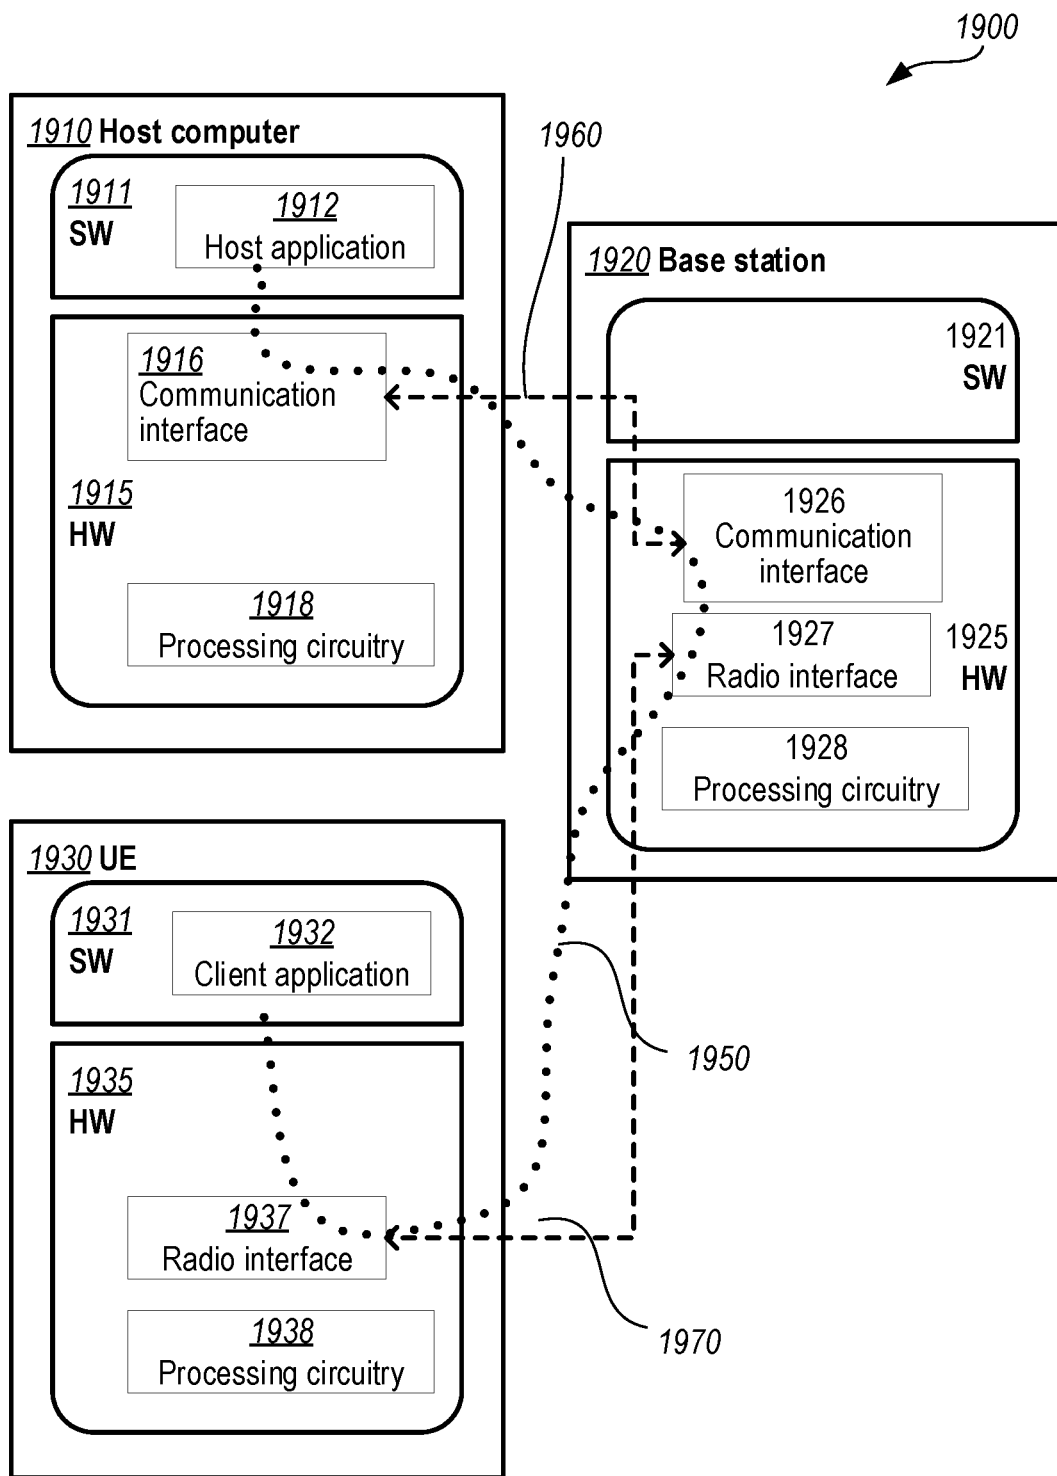 1900
1910 Host computer
1911
SW
1912
Host application
1916
Communication
interface
1915
HW
1918
Processing circuitry
1960
1920 Base station
1921
SW
1926
Communication
interface
1927
Radio interface
1925
HW
1928
Processing circuitry
1930 UE
1931
SW
1932
Client application
1935
HW
1937
Radio interface
1938
Processing circuitry
1950
1970